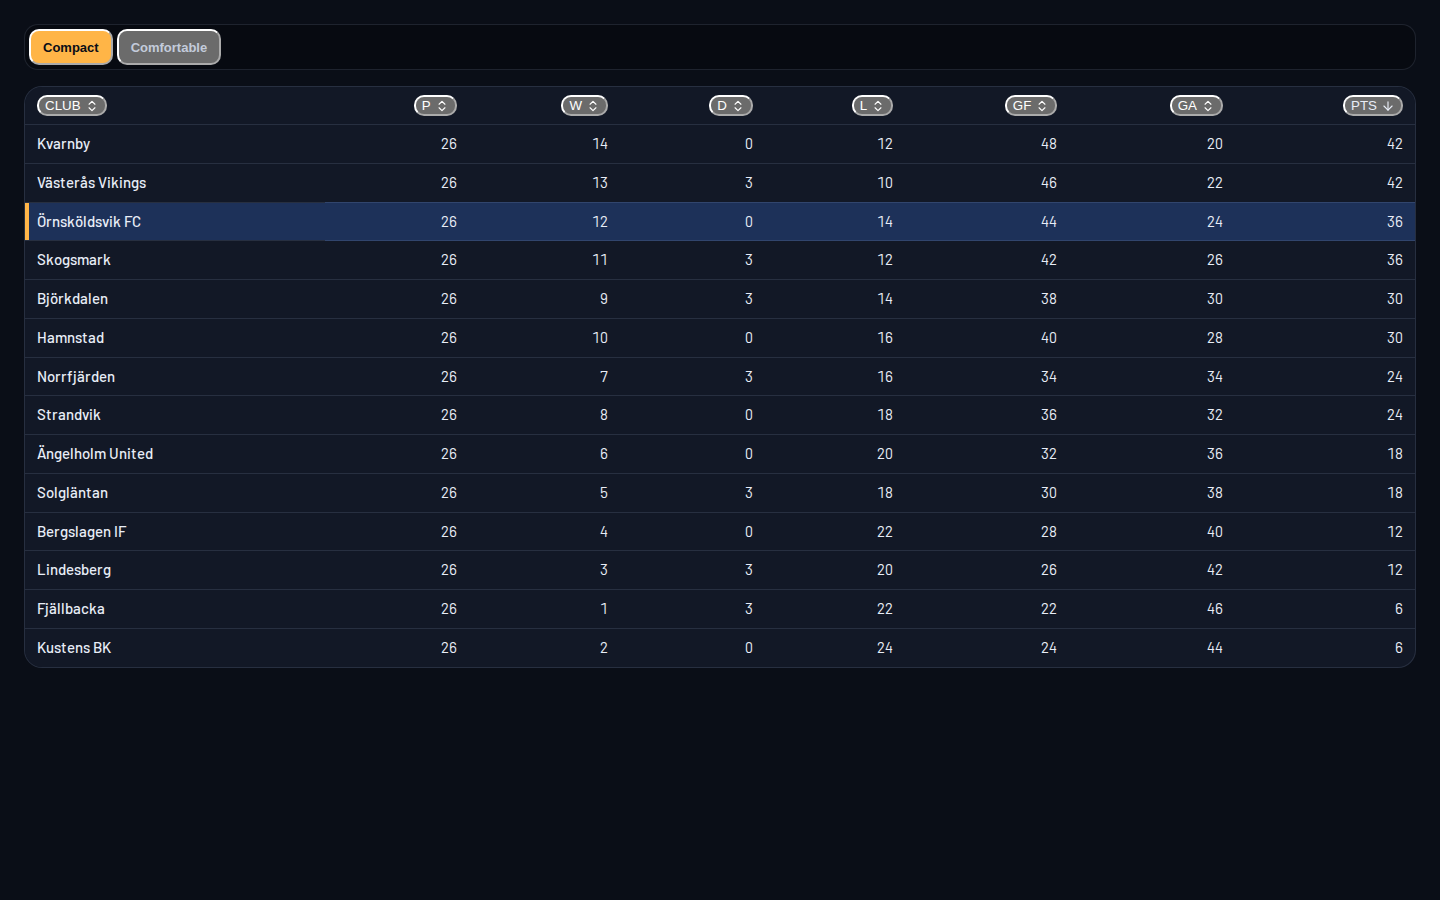 Compact Comfortable
CLUB P W D L GF GA PTS
Kvarnby 26 14 0 12 48 20 42
Västerås Vikings 26 13 3 10 46 22 42
Örnsköldsvik FC 26 12 0 14 44 24 36
Skogsmark 26 11 3 12 42 26 36
Björkdalen 26 9 3 14 38 30 30
Hamnstad 26 10 0 16 40 28 30
Norrfjärden 26 7 3 16 34 34 24
Strandvik 26 8 0 18 36 32 24
Ängelholm United 26 6 0 20 32 36 18
Solgläntan 26 5 3 18 30 38 18
Bergslagen IF 26 4 0 22 28 40 12
Lindesberg 26 3 3 20 26 42 12
Fjällbacka 26 1 3 22 22 46 6
Kustens BK 26 2 0 24 24 44 6